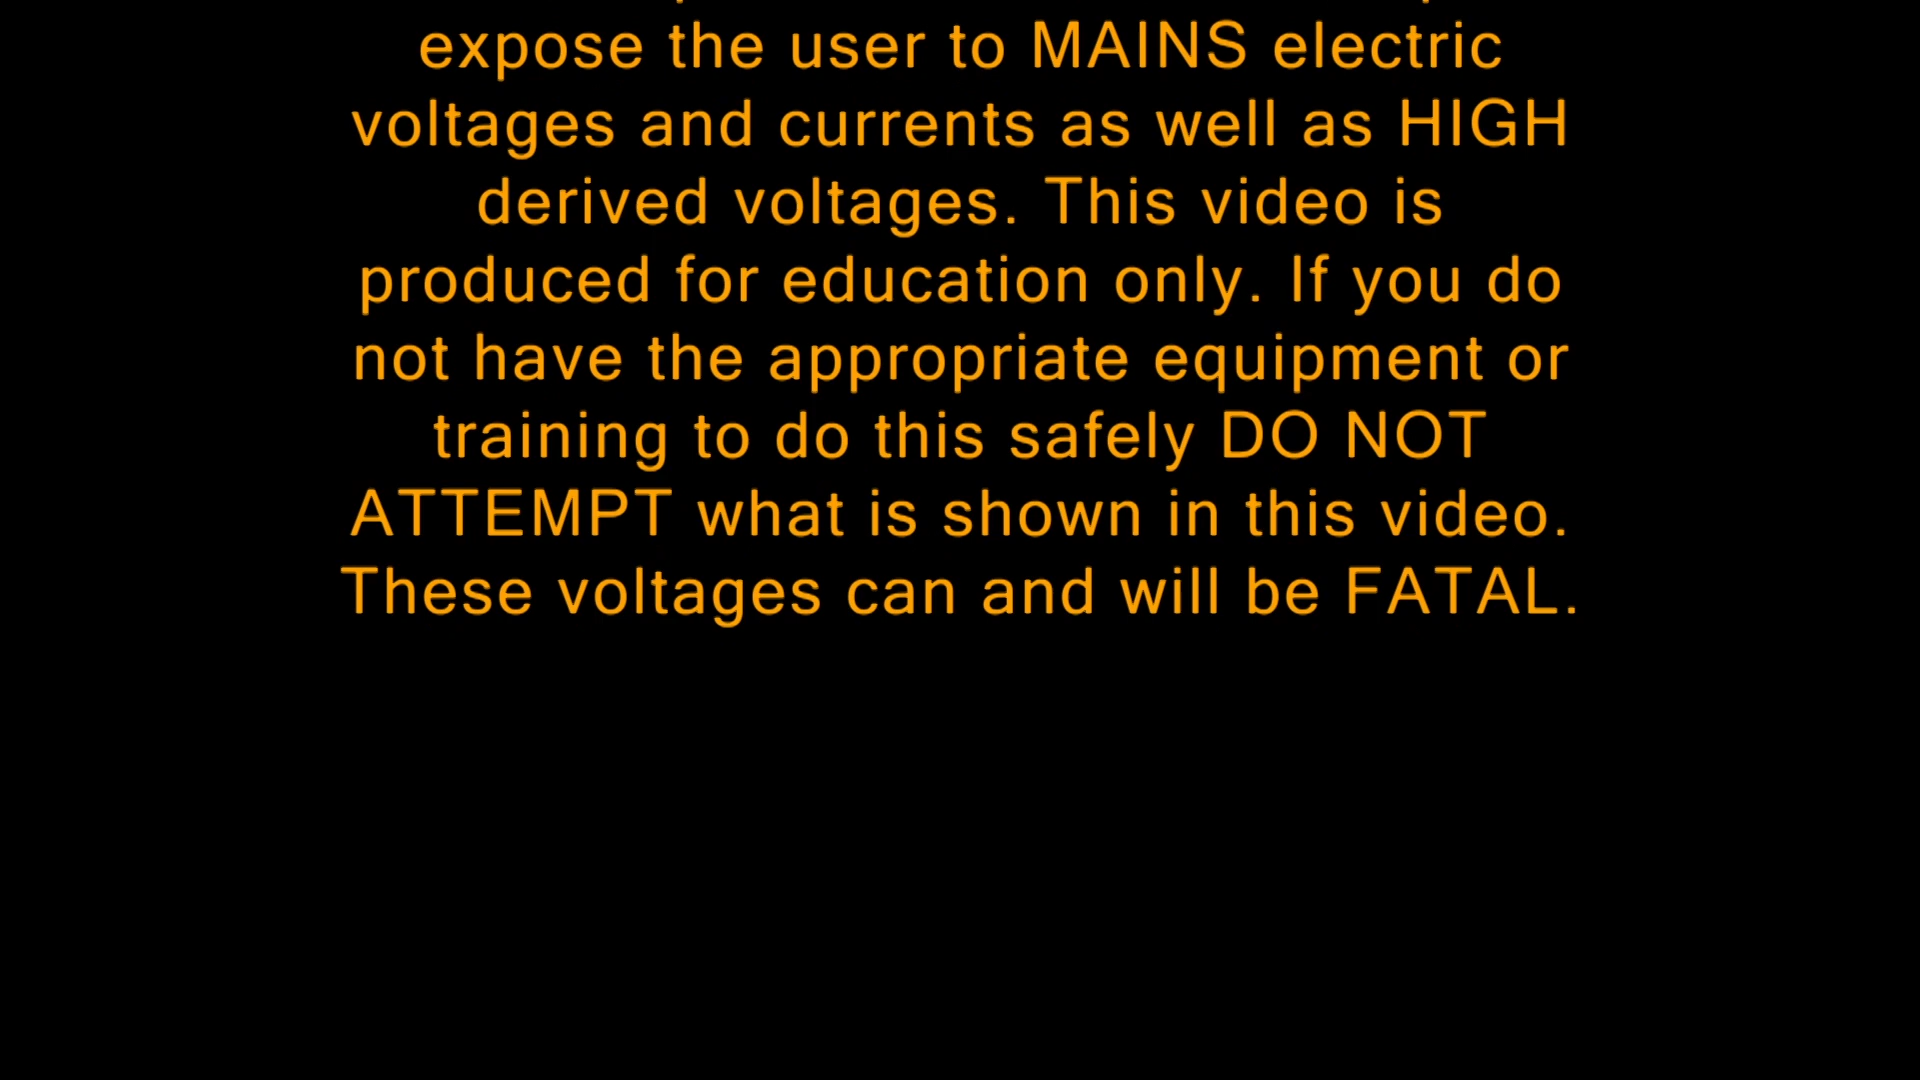 expose the user to MAINS electric
voltages and currents as well as HIGH
derived voltages. This video is
produced for education only. If you do
not have the appropriate equipment or
training to do this safely DO NOT
ATTEMPT what is shown in this video.
These voltages can and will be FATAL.